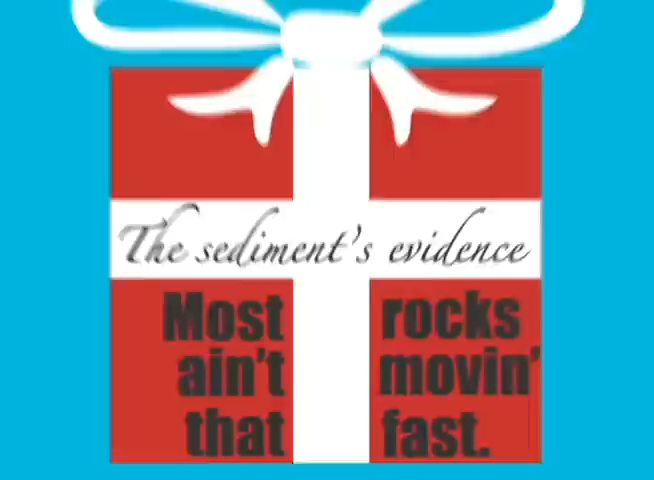 The sediment's evidence
Most rocks
ain't movin'
that fast.